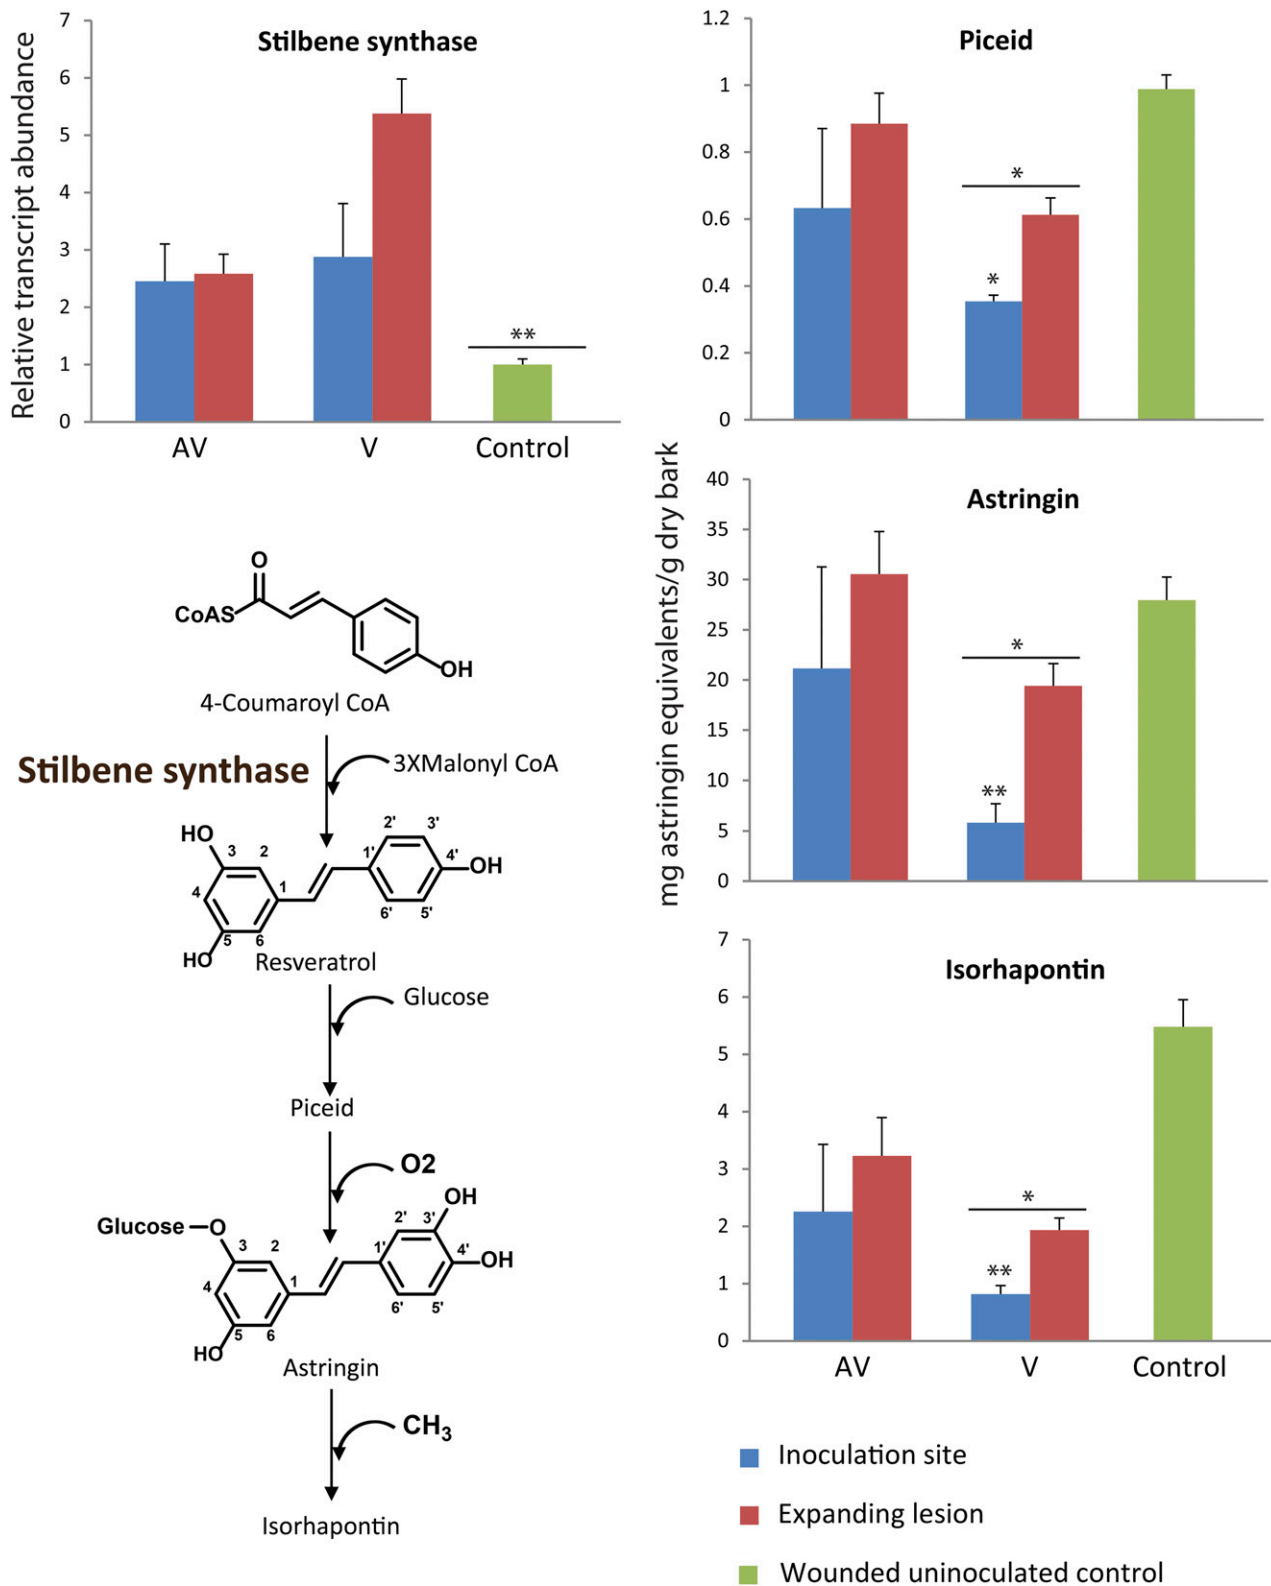 Stilbene synthase
Relative transcript abundance
7
6
5
4
3
2
1
0
**
AV
V
Control
O
CoAS
OH
4-Coumaroyl CoA
Stilbene synthase
3XMalonyl CoA
HO
3
2
4
1
5
6
HO
2'
3'
1'
4'
OH
6'
5'
Resveratrol
Glucose
Piceid
O2
OH
Glucose
O
3
2
4
1
5
6
HO
2'
3'
1'
4'
OH
6'
5'
Astringin
CH3
Isorhapontin
mg astringin equivalents/g dry bark
Piceid
1.2
1
0.8
0.6
0.4
0.2
0
*
*
Astringin
40
35
30
25
20
15
10
5
0
*
**
Isorhapontin
7
6
5
4
3
2
1
0
*
**
AV
V
Control
Inoculation site
Expanding lesion
Wounded uninoculated control